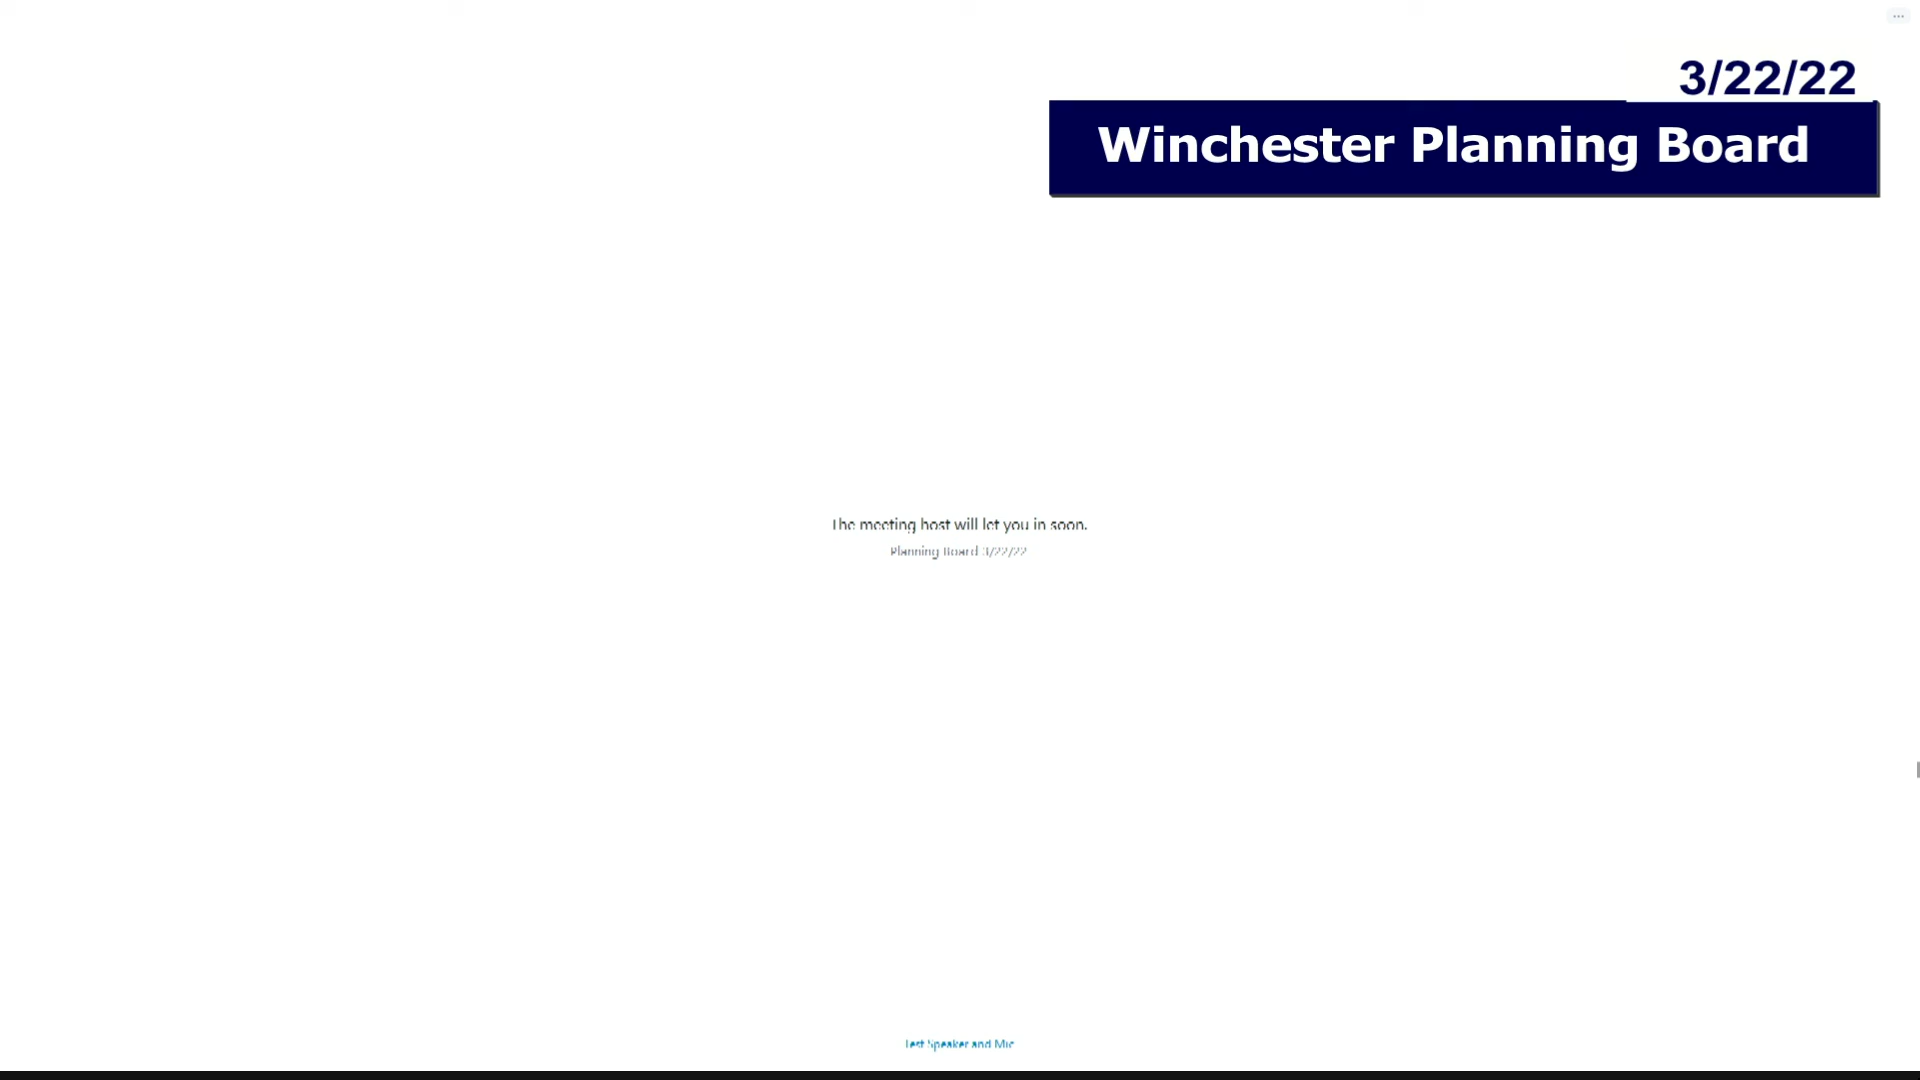 3/22/22
Winchester Planning Board
The meeting host will let you in soon.
Planning Board 3/22/22
Test Speaker and Mic